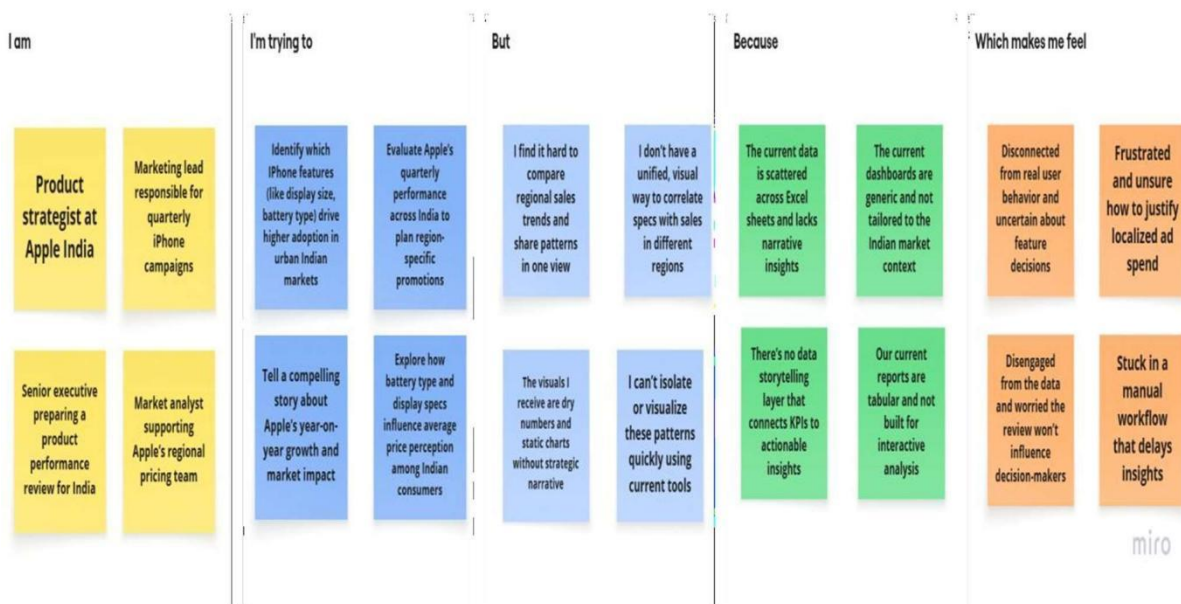 I am
Product
strategist at
Apple India
Marketing lead
responsible for
quarterly
iPhone
campaigns
Senior executive
preparing a
product
performance
review for India
Market analyst
supporting
Apple's regional
pricing team
I'm trying to
Identify which
iPhone features
(like display size,
battery type) drive
higher adoption in
urban Indian
markets
Evaluate Apple's
quarterly
performance
across India to
plan region-
specific
promotions
Tell a compelling
story about
Apple's year-on-
year growth and
market impact
Explore how
battery type and
display specs
influence average
price perception
among Indian
consumers
But
I find it hard to
compare
regional sales
trends and
share patterns
in one view
I don't have a
unified, visual
way to correlate
specs with sales
in different
regions
The visuals I
receive are dry
numbers and
static charts
without strategic
narrative
I can't isolate
or visualize
these patterns
quickly using
current tools
Because
The current data
is scattered
across Excel
sheets and lacks
narrative
insights
The current
dashboards are
generic and not
tailored to the
Indian market
context
There's no data
storytelling
layer that
connects KPIs to
actionable
insights
Our current
reports are
tabular and not
built for
interactive
analysis
Which makes me feel
Disconnected
from real user
behavior and
uncertain about
feature
decisions
Frustrated
and unsure
how to justify
localized ad
spend
Disengaged
from the data
and worried the
review won't
influence
decision-makers
Stuck in a
manual
workflow
that delays
insights
miro